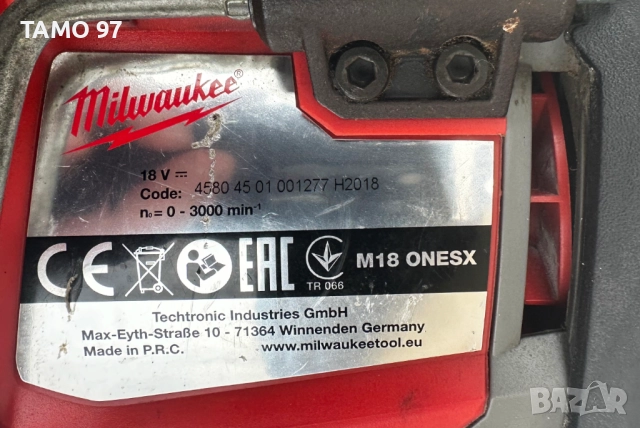 TAMO 97
Milwaukee®
18 V
Code: 4580 45 01 001277 H2018
n₀ = 0 - 3000 min⁻¹
CE EAC TR 066 M18 ONESX
Techtronic Industries GmbH
Max-Eyth-Straße 10 - 71364 Winnenden Germany
Made in P.R.C. www.milwaukeetool.eu
BAZAR